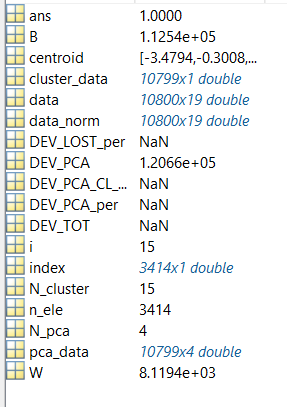 ans 1.0000
B 1.1254e+05
centroid [-3.4794,-0.3008,...
cluster_data 10799x1 double
data 10800x19 double
data_norm 10800x19 double
DEV_LOST_per NaN
DEV_PCA 1.2066e+05
DEV_PCA_CL_... NaN
DEV_PCA_per NaN
DEV_TOT NaN
i 15
index 3414x1 double
N_cluster 15
n_ele 3414
N_pca 4
pca_data 10799x4 double
W 8.1194e+03